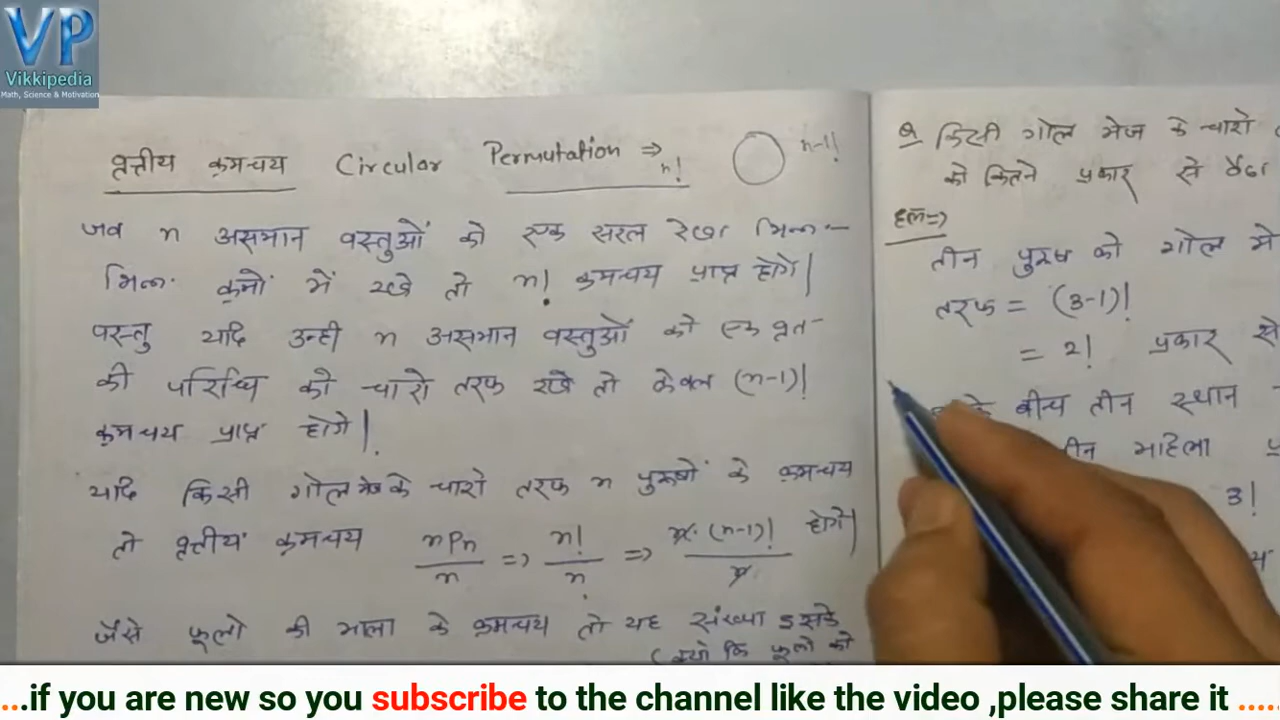 VP
Vikkipedia
Math, Science & Motivation
वृत्तीय क्रमचय Circular Permutation ⇒ n! n-1!
जब n असमान वस्तुओं को एक सरल रेखा भिन्न-
भिन्न क्रमों में रखे तो n! क्रमचय प्राप्त होगे|
परन्तु यदि उन्ही n असमान वस्तुओं को एक वृत-
की परिधि को चारो तरफ रखे तो केवल (n-1)!
क्रमचय प्राप्त होगे|
यदि किसी गोल मेज के चारो तरफ n पुरूषों के क्रमचय
तो वृत्तीय क्रमचय nPn/n => n!/n => n.(n-1)!/n होगे|
जैसे फूलो की माला के क्रमचय तो यह संख्या इसके
(क्यो कि फूलो को
Q किसी गोल मेज के चारो
को कितने प्रकार से बैठा
हल=>
तीन पुरूष को गोल मे
तरफ = (3-1)!
= 2! प्रकार से
बीच तीन स्थान
तीन महिला
3!
...if you are new so you subscribe to the channel like the video ,please share it .....